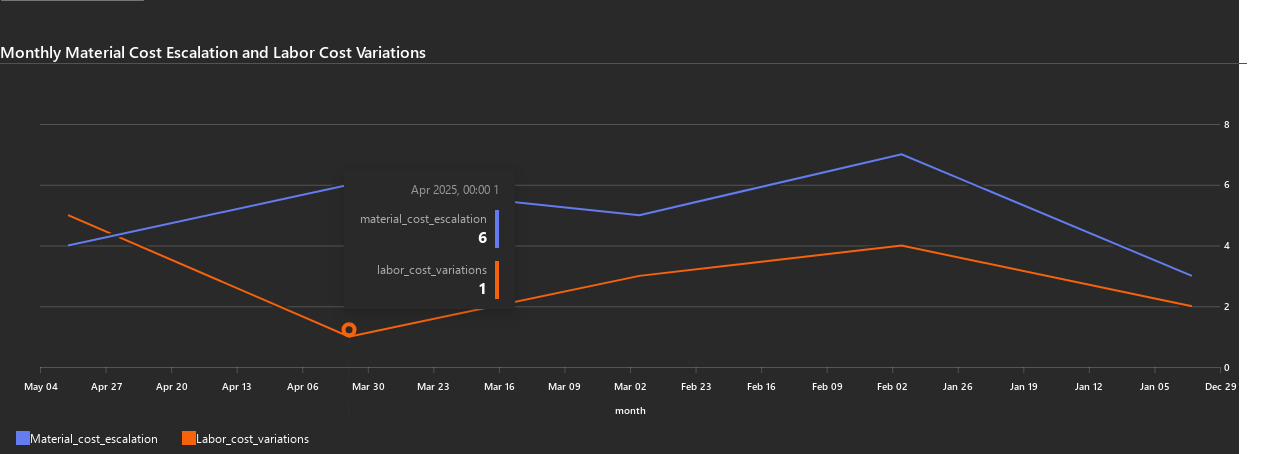 Monthly Material Cost Escalation and Labor Cost Variations
8
6
4
2
0
Apr 2025, 00:00 1
material_cost_escalation
6
labor_cost_variations
1
May 04 Apr 27 Apr 20 Apr 13 Apr 06 Mar 30 Mar 23 Mar 16 Mar 09 Mar 02 Feb 23 Feb 16 Feb 09 Feb 02 Jan 26 Jan 19 Jan 12 Jan 05 Dec 29
month
Material_cost_escalation Labor_cost_variations